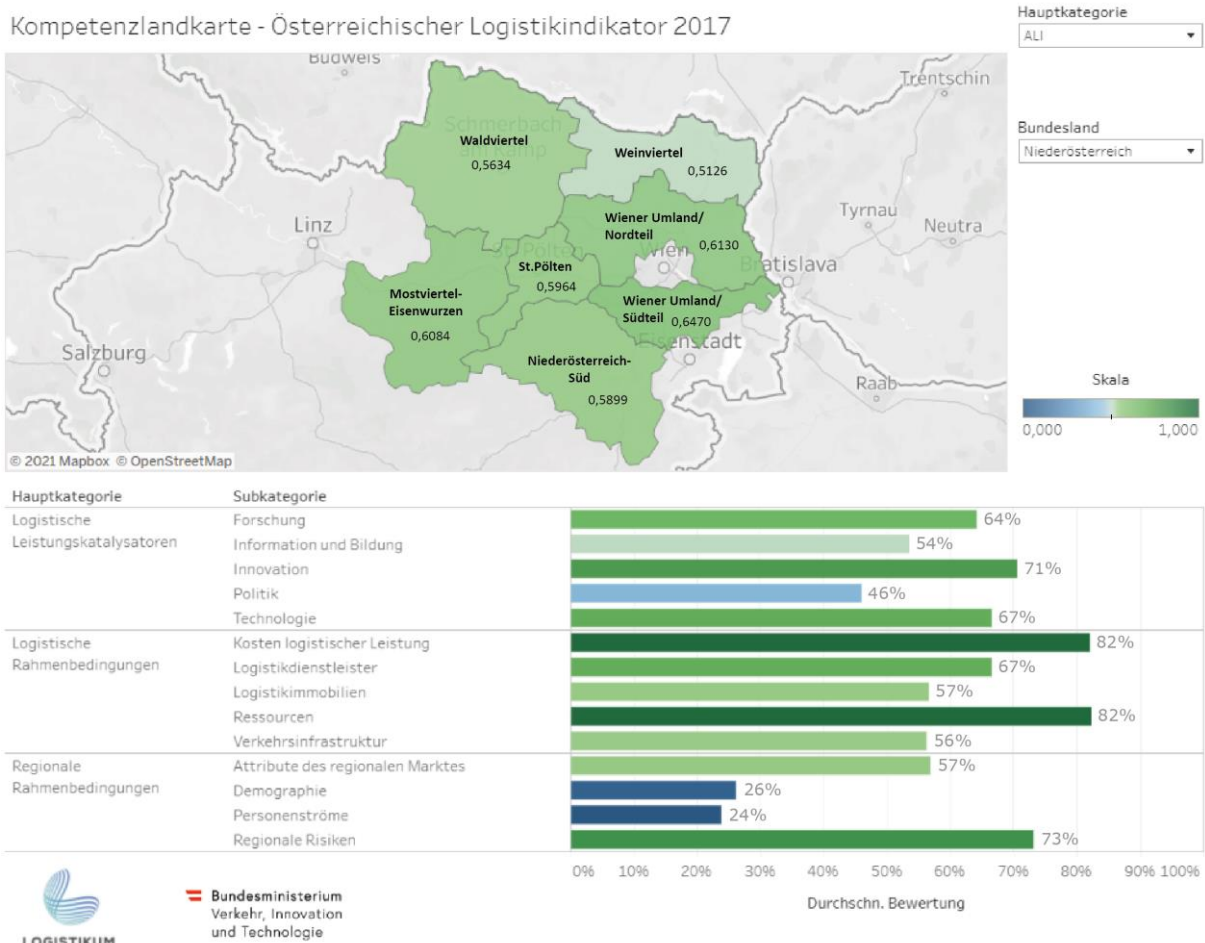 Kompetenzlandkarte - Österreichischer Logistikindikator 2017
Hauptkategorie
ALI
Bundesland
Niederösterreich
Budweis
Trentschin
Schmerbach
am Kamp
Waldviertel
0,5634
Weinviertel
0,5126
Linz
Wiener Umland/
Nordteil
0,6130
Tyrnau
Neutra
St. Pölten
Wien
St.Pölten
0,5964
Bratislava
Mostviertel-
Eisenwurzen
0,6084
Wiener Umland/
Südteil 0,6470
Eisenstadt
Salzburg
Niederösterreich-
Süd
0,5899
Raab
Skala
0,000 1,000
© 2021 Mapbox © OpenStreetMap
Hauptkategorie Subkategorie
Logistische Forschung 64%
Leistungskatalysatoren Information und Bildung 54%
Innovation 71%
Politik 46%
Technologie 67%
Logistische Kosten logistischer Leistung 82%
Rahmenbedingungen Logistikdienstleister 67%
Logistikimmobilien 57%
Ressourcen 82%
Verkehrsinfrastruktur 56%
Regionale Attribute des regionalen Marktes 57%
Rahmenbedingungen Demographie 26%
Personenströme 24%
Regionale Risiken 73%
0% 10% 20% 30% 40% 50% 60% 70% 80% 90% 100%
Durchschn. Bewertung
Bundesministerium
Verkehr, Innovation
und Technologie
LOGISTIKUM